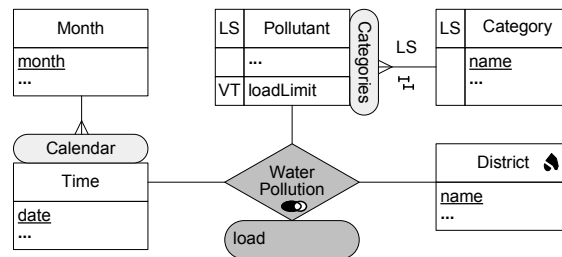 Month
month
...
Calendar
Time
date
...
LS Pollutant
...
VT loadLimit
Categories
LS
LS Category
name
...
Water
Pollution
load
District
name
...